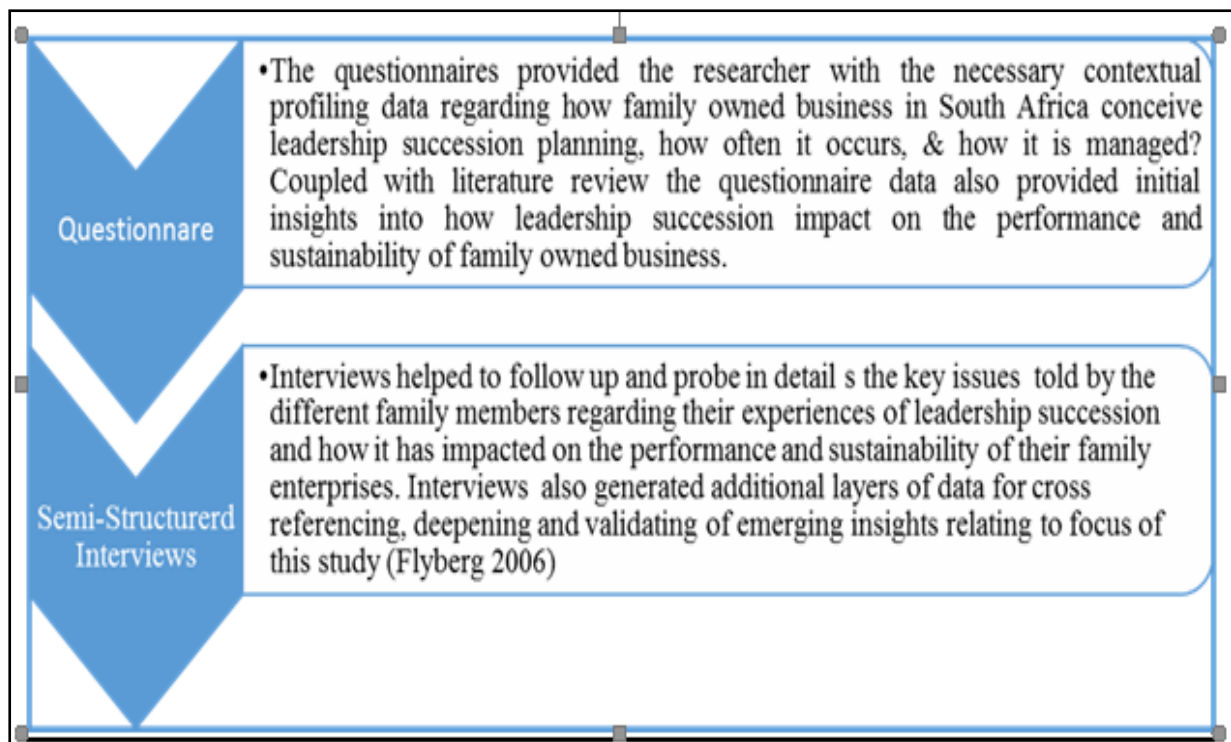 Questionnare
•The questionnaires provided the researcher with the necessary contextual
profiling data regarding how family owned business in South Africa conceive
leadership succession planning, how often it occurs, & how it is managed?
Coupled with literature review the questionnaire data also provided initial
insights into how leadership succession impact on the performance and
sustainability of family owned business.
Semi-Structurerd
Interviews
•Interviews helped to follow up and probe in detail s the key issues told by the
different family members regarding their experiences of leadership succession
and how it has impacted on the performance and sustainability of their family
enterprises. Interviews also generated additional layers of data for cross
referencing, deepening and validating of emerging insights relating to focus of
this study (Flyberg 2006)